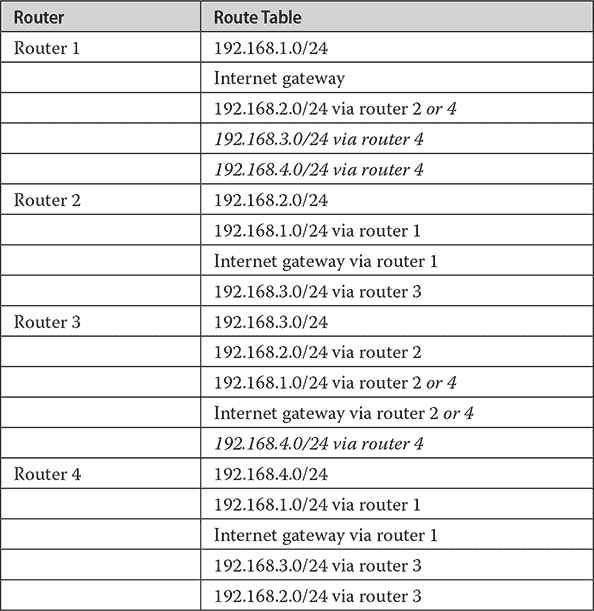 Router Route Table
Router 1 192.168.1.0/24
Internet gateway
192.168.2.0/24 via router 2 or 4
192.168.3.0/24 via router 4
192.168.4.0/24 via router 4
Router 2 192.168.2.0/24
192.168.1.0/24 via router 1
Internet gateway via router 1
192.168.3.0/24 via router 3
Router 3 192.168.3.0/24
192.168.2.0/24 via router 2
192.168.1.0/24 via router 2 or 4
Internet gateway via router 2 or 4
192.168.4.0/24 via router 4
Router 4 192.168.4.0/24
192.168.1.0/24 via router 1
Internet gateway via router 1
192.168.3.0/24 via router 3
192.168.2.0/24 via router 3